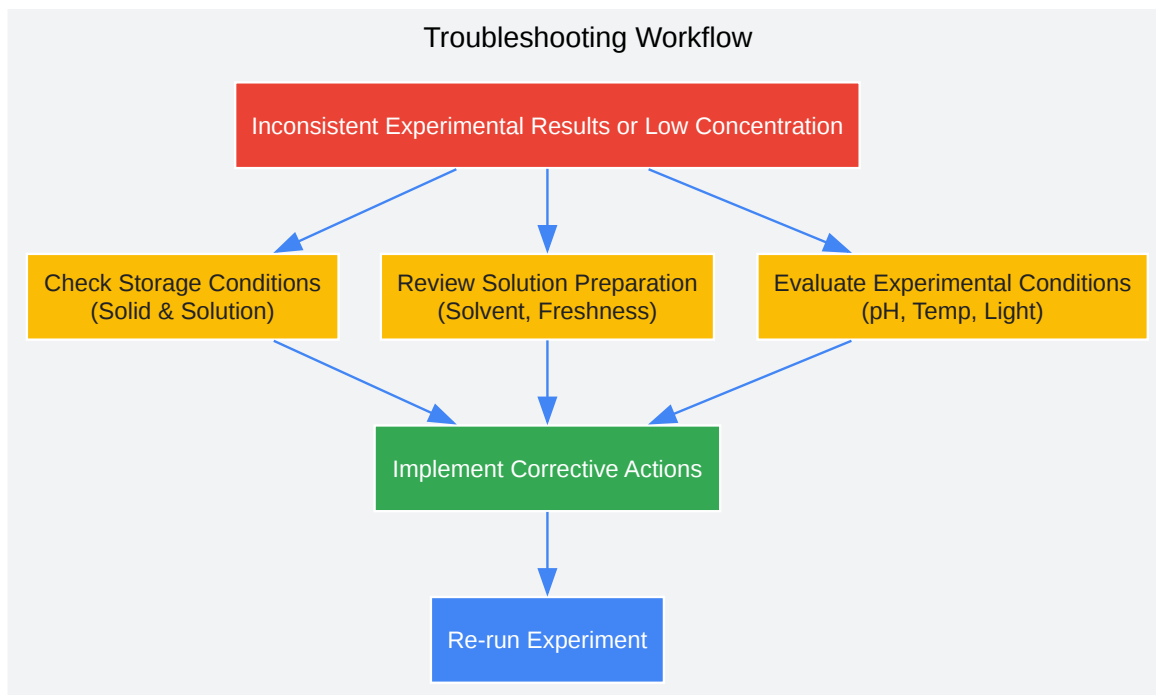 Troubleshooting Workflow
Inconsistent Experimental Results or Low Concentration
Check Storage Conditions
(Solid & Solution)
Review Solution Preparation
(Solvent, Freshness)
Evaluate Experimental Conditions
(pH, Temp, Light)
Implement Corrective Actions
Re-run Experiment